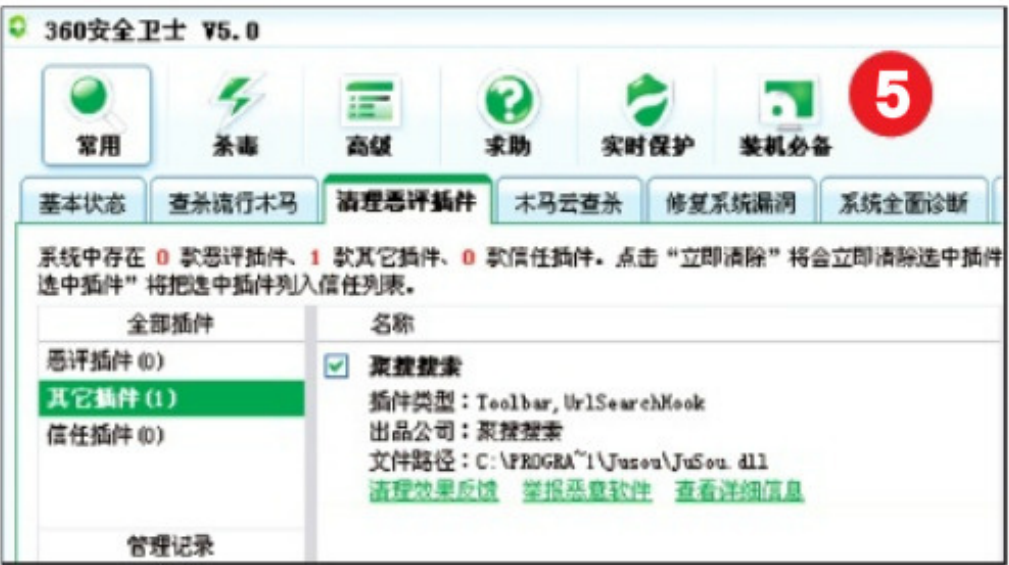 360安全卫士 V5.0
5
常用 杀毒 高级 求助 实时保护 装机必备
基本状态 查杀流行木马 清理恶评插件 木马云查杀 修复系统漏洞 系统全面诊断
系统中存在 0 款恶评插件、1 款其它插件、0 款信任插件。点击“立即清除”将会立即清除选中插件
选中插件”将把选中插件列入信任列表。
全部插件 名称
恶评插件(0)
聚搜搜索
其它插件(1)
插件类型:Toolbar,UrlSearchHook
信任插件(0)
出品公司:聚搜搜索
文件路径:C:\PROGRA~1\Jusou\JuSou.dll
清理效果反馈 举报恶意软件 查看详细信息
管理记录